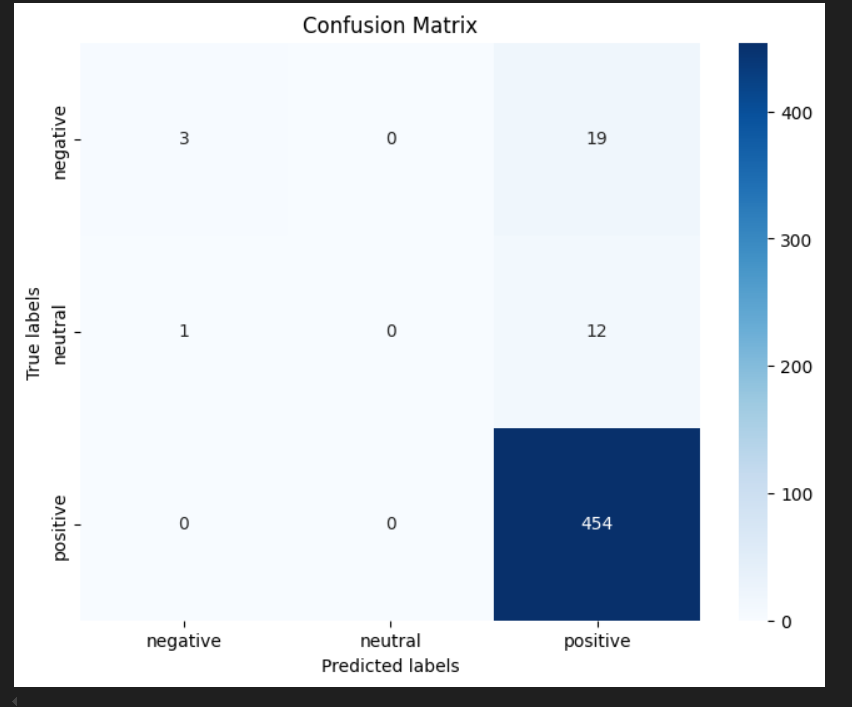 Confusion Matrix
True labels
negative
3 0 19
neutral
1 0 12
positive
0 0 454
negative neutral positive
Predicted labels
400
300
200
100
0